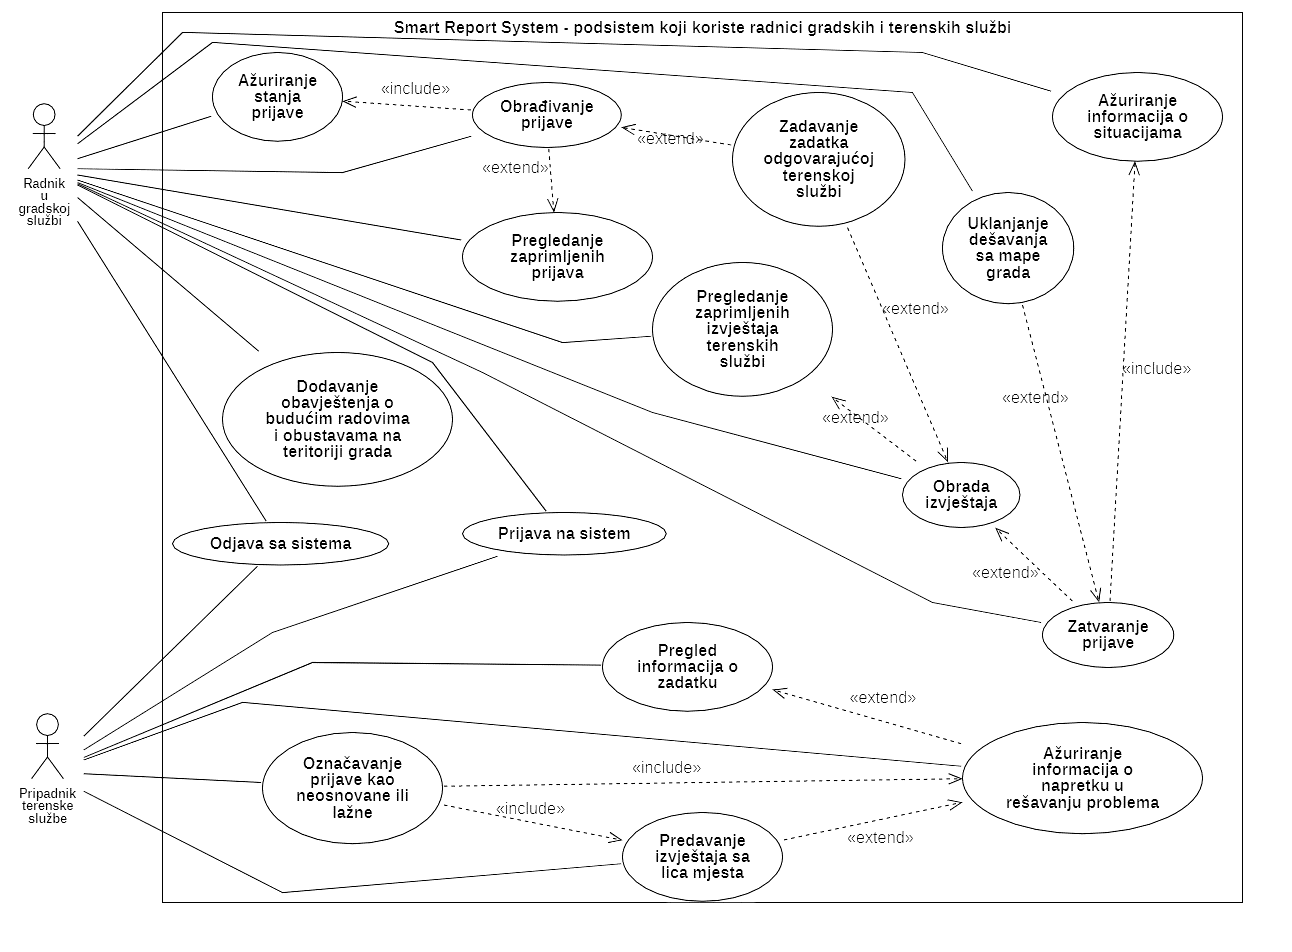 Smart Report System - podsistem koji koriste radnici gradskih i terenskih službi
Ažuriranje
stanja
prijave
«include»
Obrađivanje
prijave
«extend»
Zadavanje
zadatka
odgovarajućoj
terenskoj
službi
Ažuriranje
informacija o
situacijama
Radnik
u
gradskoj
službi
«extend»
Pregledanje
zaprimljenih
prijava
Uklanjanje
dešavanja
sa mape
grada
Pregledanje
zaprimljenih
izvještaja
terenskih
službi
«extend»
«include»
«extend»
«extend»
Dodavanje
obavještenja o
budućim radovima
i obustavama na
teritoriji grada
Obrada
izvještaja
Odjava sa sistema
Prijava na sistem
«extend»
Zatvaranje
prijave
Pregled
informacija o
zadatku
«extend»
Pripadnik
terenske
službe
Označavanje
prijave kao
neosnovane ili
lažne
«include»
«include»
Ažuriranje
informacija o
napretku u
rešavanju problema
Predavanje
izvještaja sa
lica mjesta
«extend»